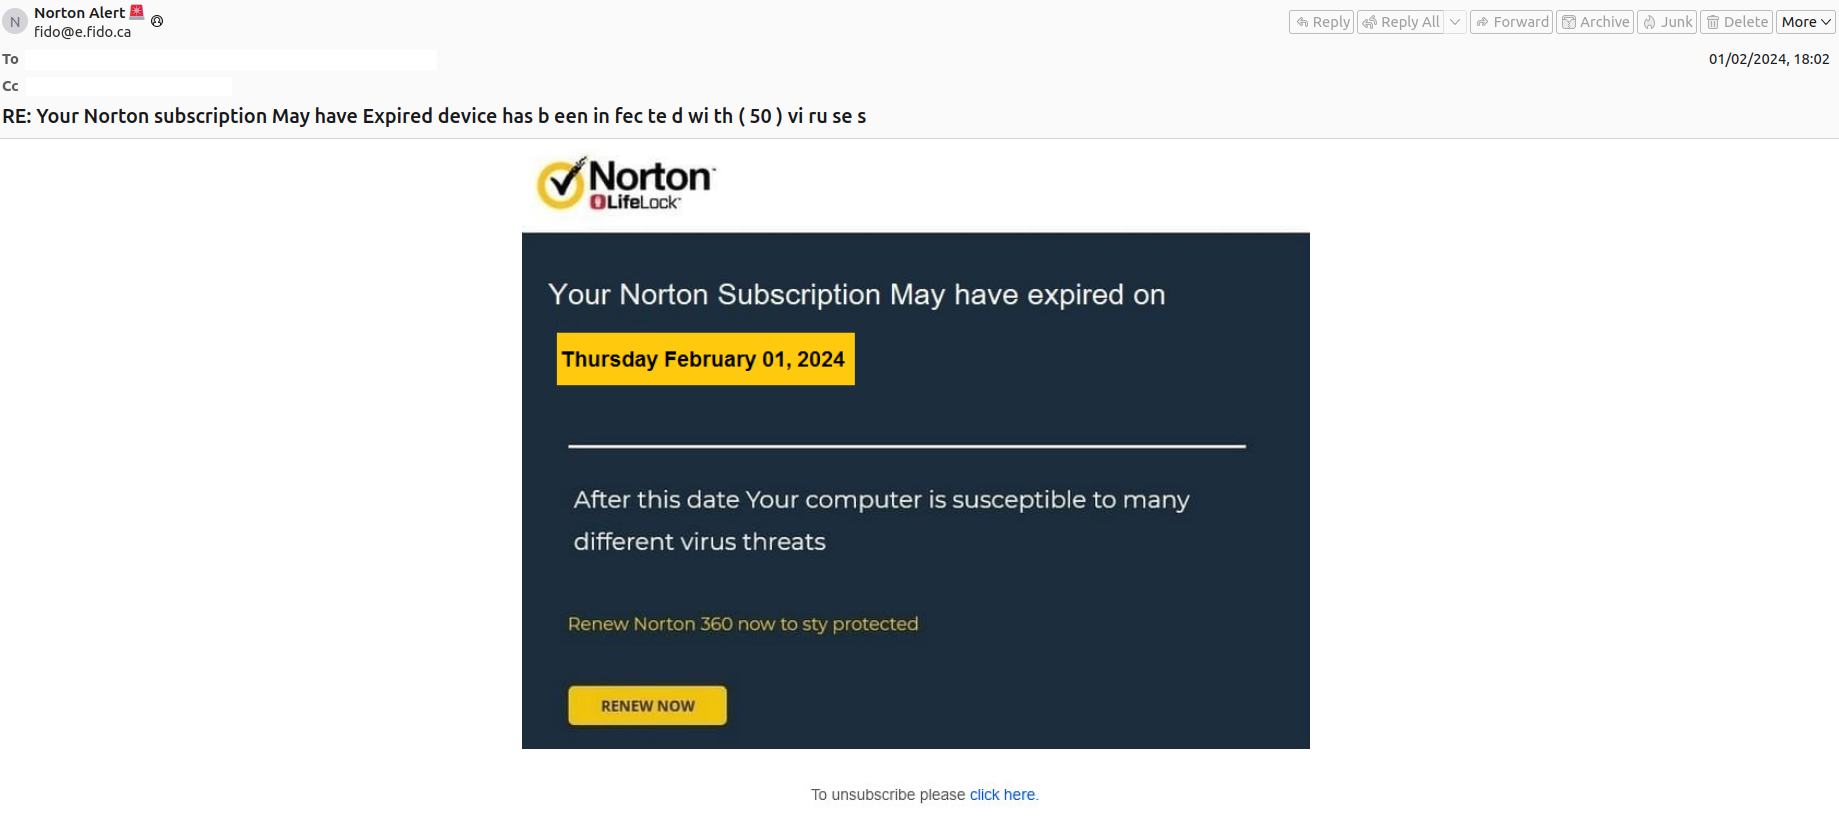 N
Norton Alert 🚨
fido@e.fido.ca
Reply
Reply All
Forward
Archive
Junk
Delete
More
To
01/02/2024, 18:02
Cc
RE: Your Norton subscription May have Expired device has b een in fec te d wi th ( 50 ) vi ru se s
Norton™
LifeLock™
Your Norton Subscription May have expired on
Thursday February 01, 2024
After this date Your computer is susceptible to many
different virus threats
Renew Norton 360 now to sty protected
RENEW NOW
To unsubscribe please click here.